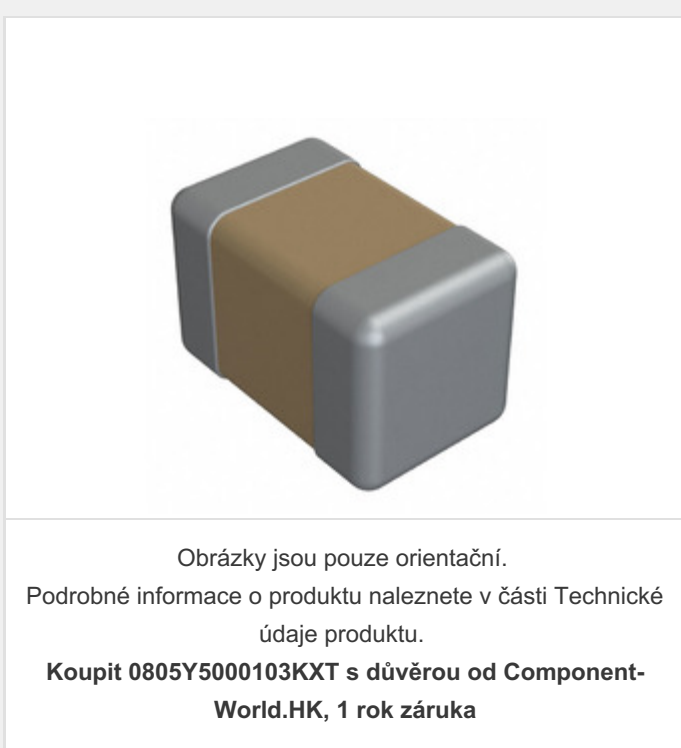 Obrázky jsou pouze orientační.
Podrobné informace o produktu naleznete v části Technické
údaje produktu.
Koupit 0805Y5000103KXT s důvěrou od Component-
World.HK, 1 rok záruka